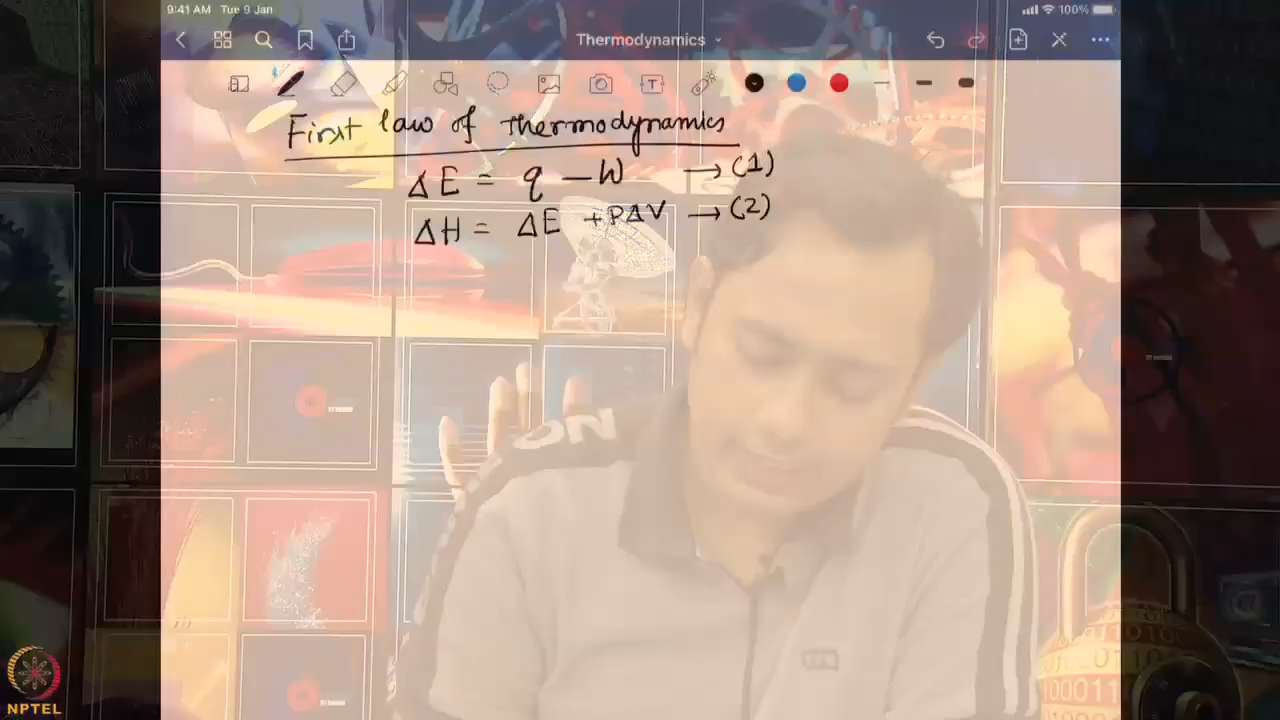 9:41 AM Tue 9 Jan
100%
Thermodynamics
T
First law of Thermodynamics
ΔE = q − W → (1)
ΔH = ΔE + PΔV → (2)
ON
NPTEL